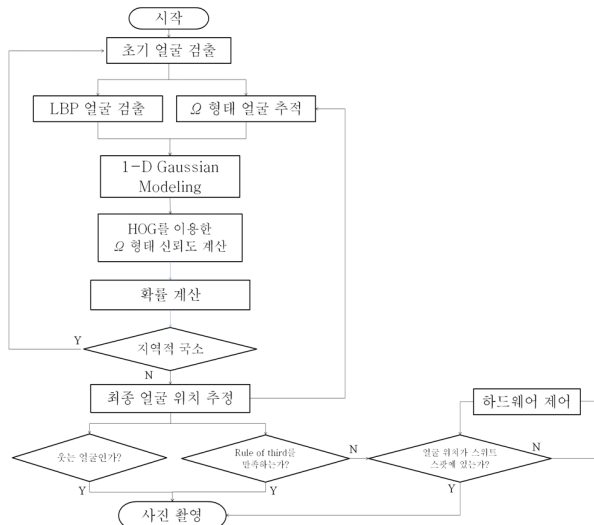 시작
초기 얼굴 검출
LBP 얼굴 검출
Ω 형태 얼굴 추적
1-D Gaussian
Modeling
HOG를 이용한
Ω 형태 신뢰도 계산
확률 계산
Y
지역적 국소
N
최종 얼굴 위치 추정
하드웨어 제어
웃는 얼굴인가?
Rule of third를
만족하는가?
N
얼굴 위치가 스위트
스팟에 있는가?
N
Y
Y
Y
사진 촬영